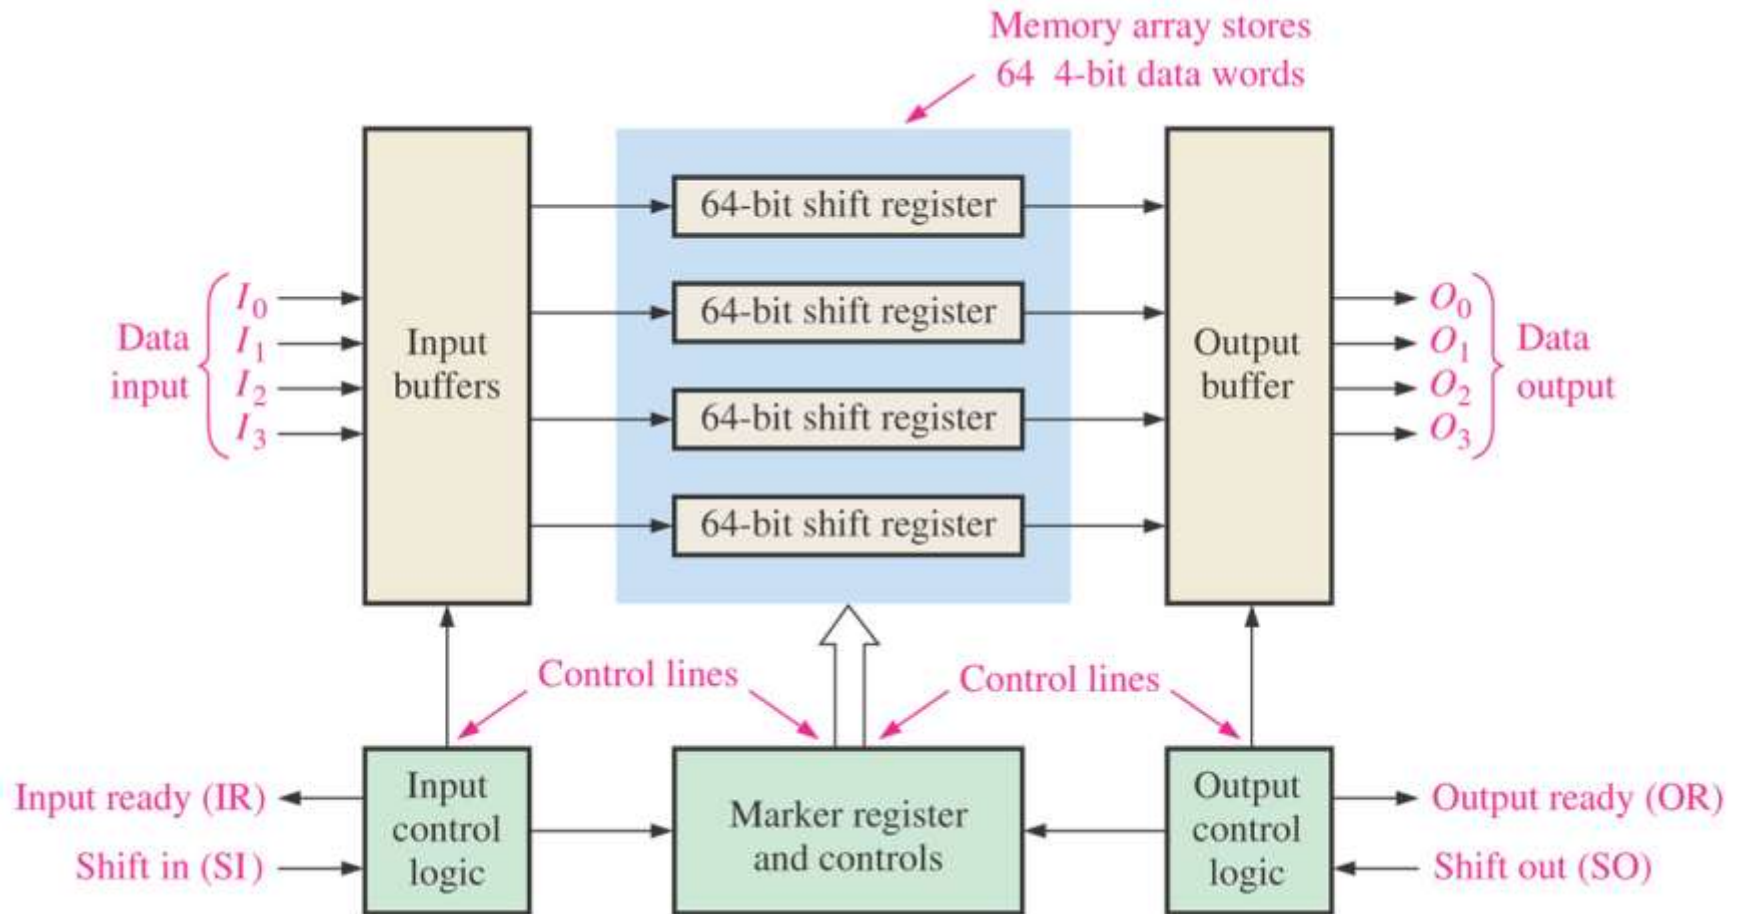 Memory array stores
64 4-bit data words
64-bit shift register
64-bit shift register
64-bit shift register
64-bit shift register
Data
input
I0
I1
I2
I3
Input
buffers
Output
buffer
O0
O1
O2
O3
Data
output
Control lines
Control lines
Input ready (IR)
Shift in (SI)
Input
control
logic
Marker register
and controls
Output
control
logic
Output ready (OR)
Shift out (SO)